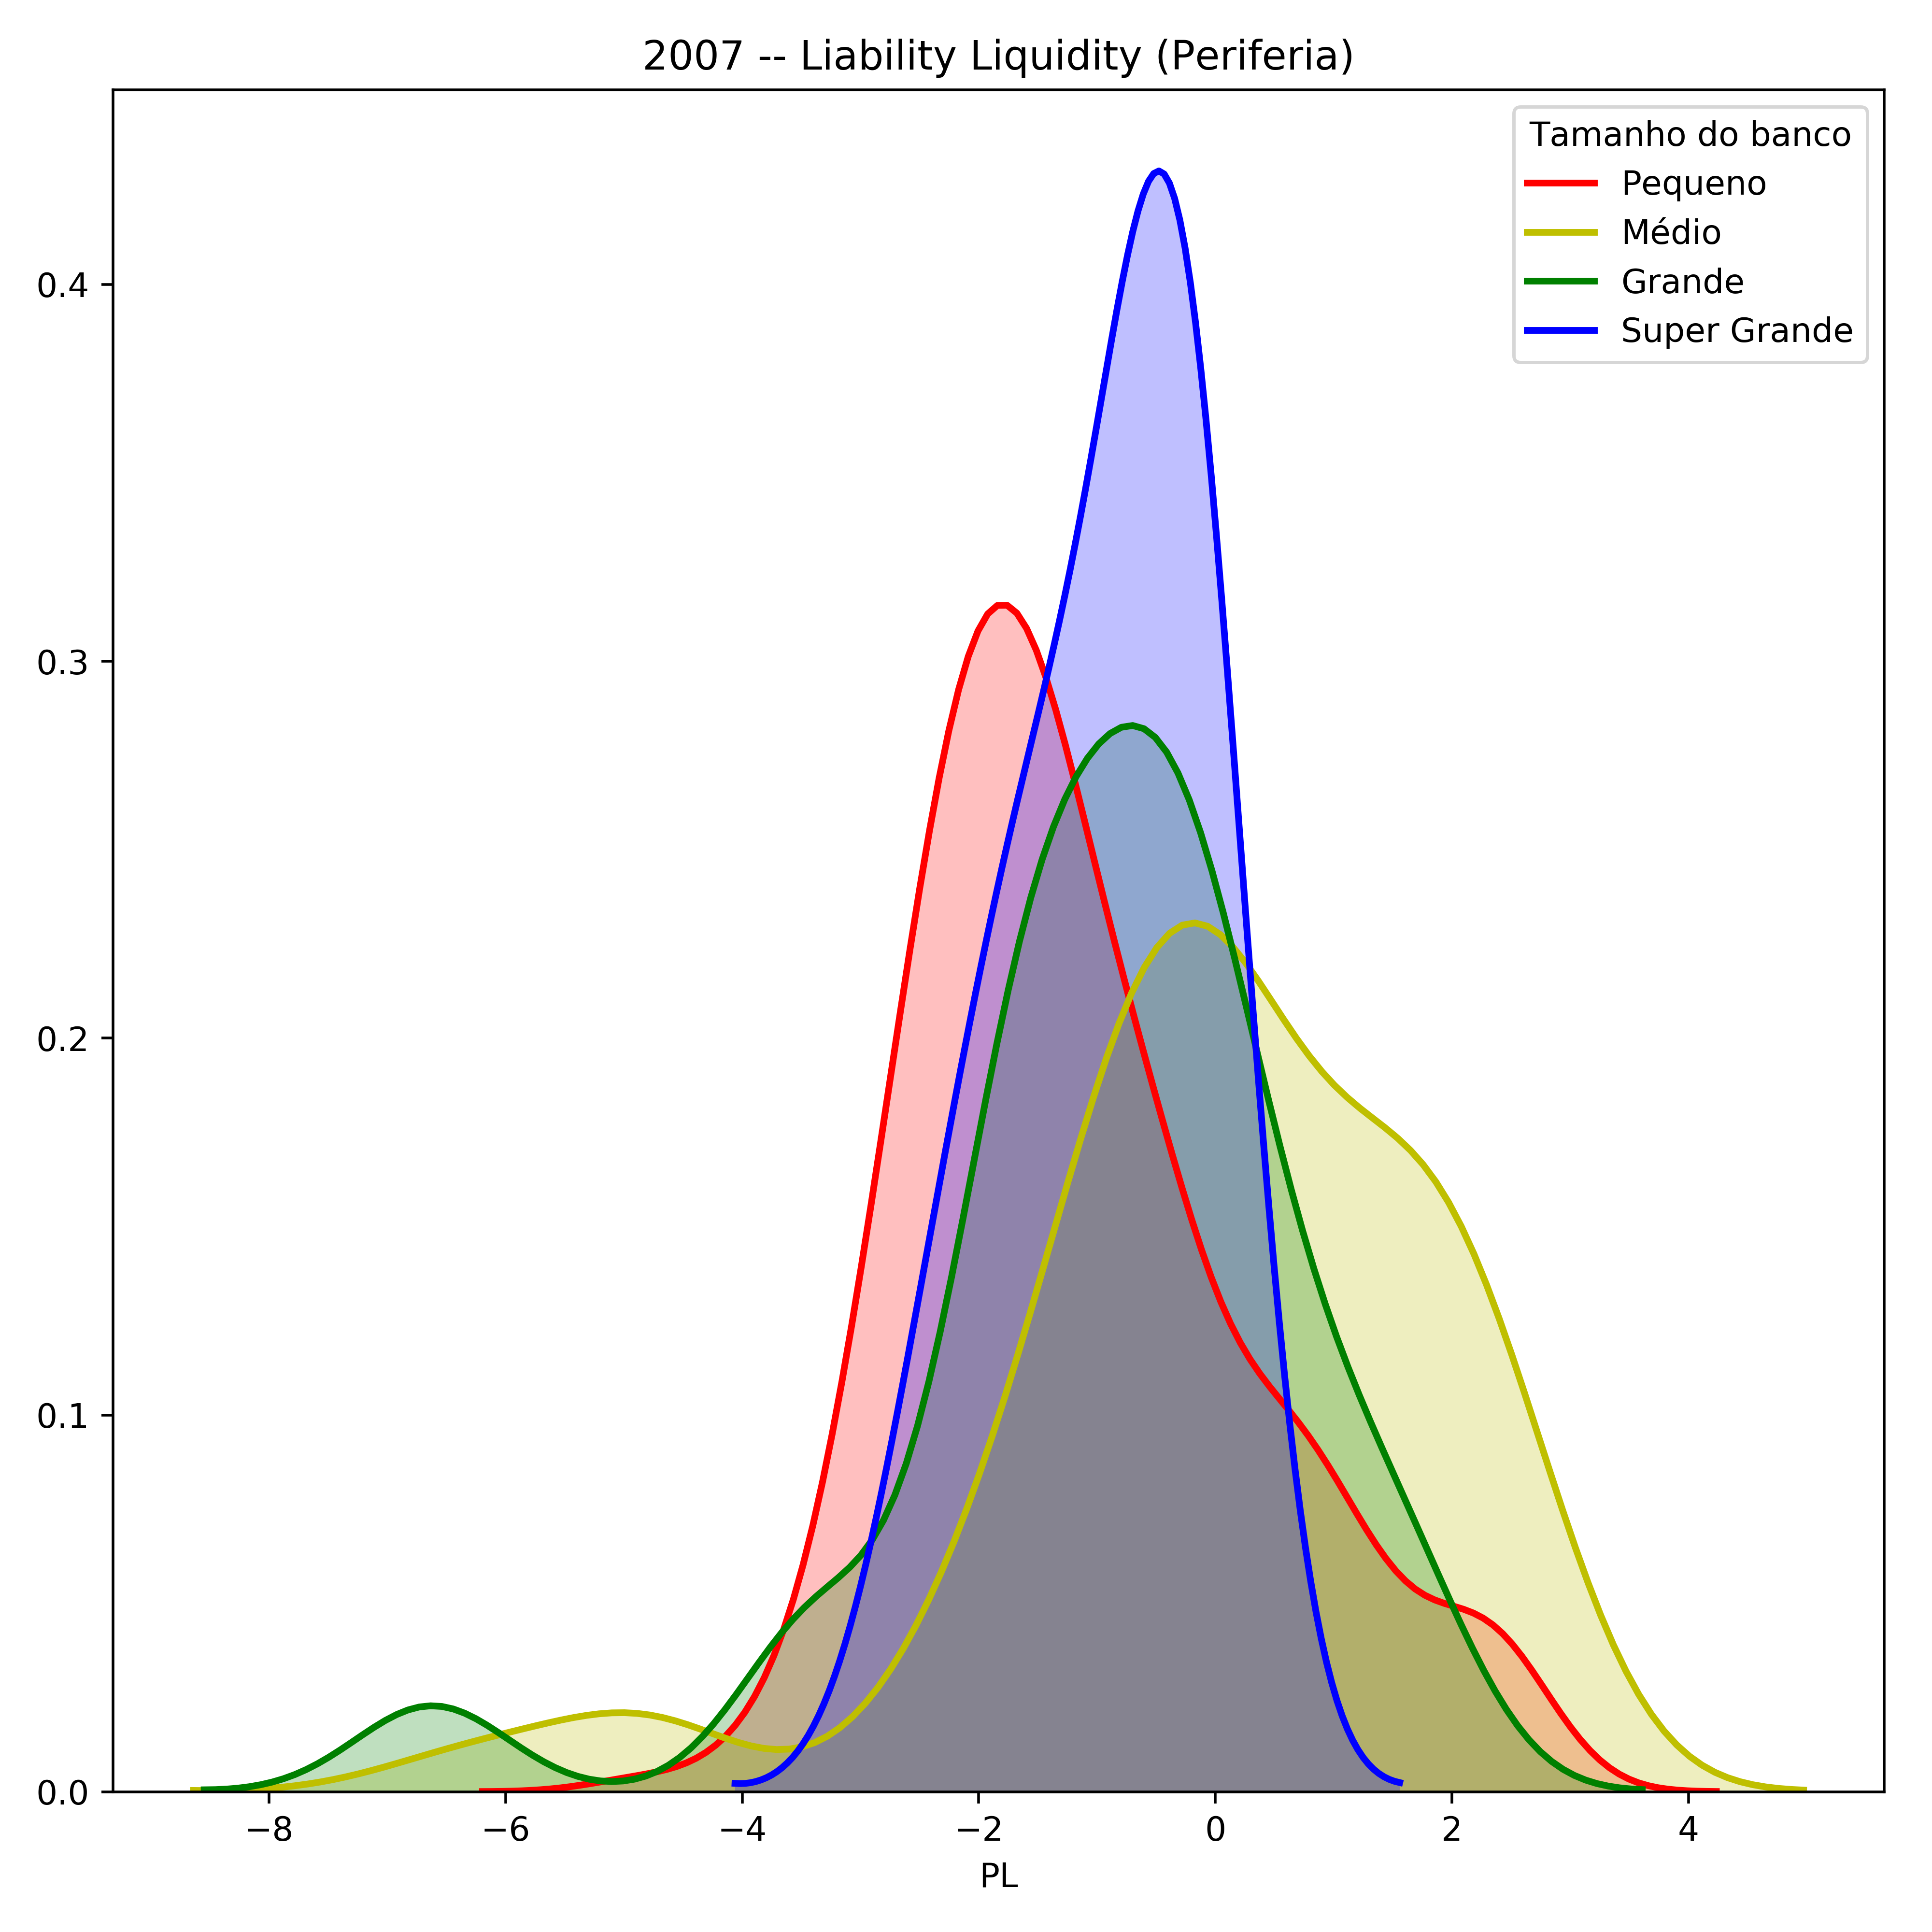 2007 -- Liability Liquidity (Periferia)
Tamanho do banco
Pequeno
Médio
Grande
Super Grande
0.4
0.3
0.2
0.1
0.0
−8 −6 −4 −2 0 2 4
PL